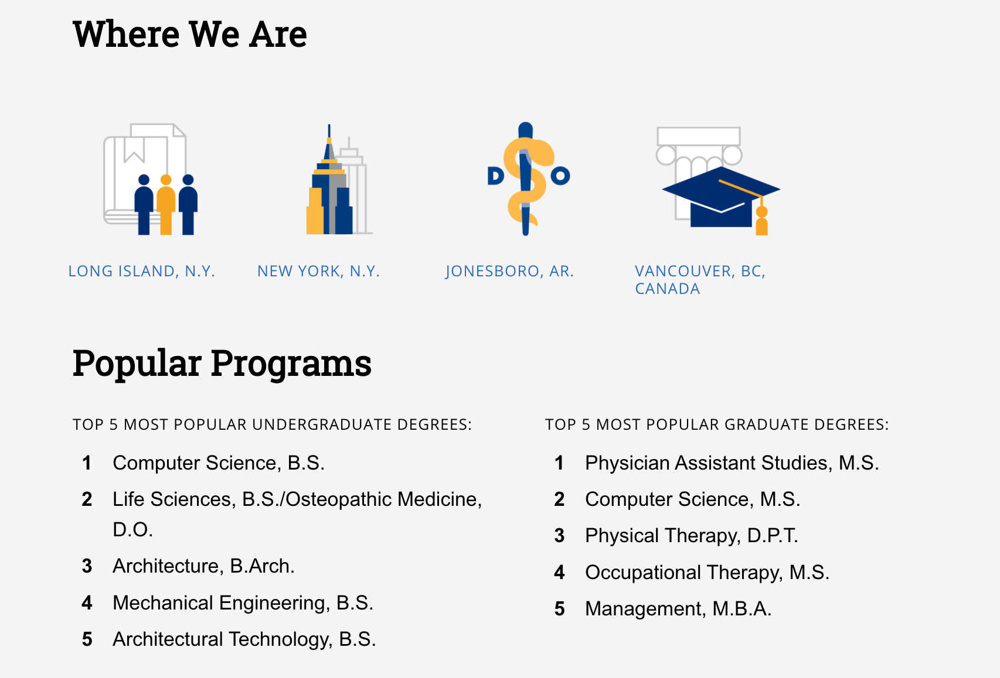 Where We Are
D O
LONG ISLAND, N.Y.
NEW YORK, N.Y.
JONESBORO, AR.
VANCOUVER, BC,
CANADA
Popular Programs
TOP 5 MOST POPULAR UNDERGRADUATE DEGREES:
1 Computer Science, B.S.
2 Life Sciences, B.S./Osteopathic Medicine,
D.O.
3 Architecture, B.Arch.
4 Mechanical Engineering, B.S.
5 Architectural Technology, B.S.
TOP 5 MOST POPULAR GRADUATE DEGREES:
1 Physician Assistant Studies, M.S.
2 Computer Science, M.S.
3 Physical Therapy, D.P.T.
4 Occupational Therapy, M.S.
5 Management, M.B.A.